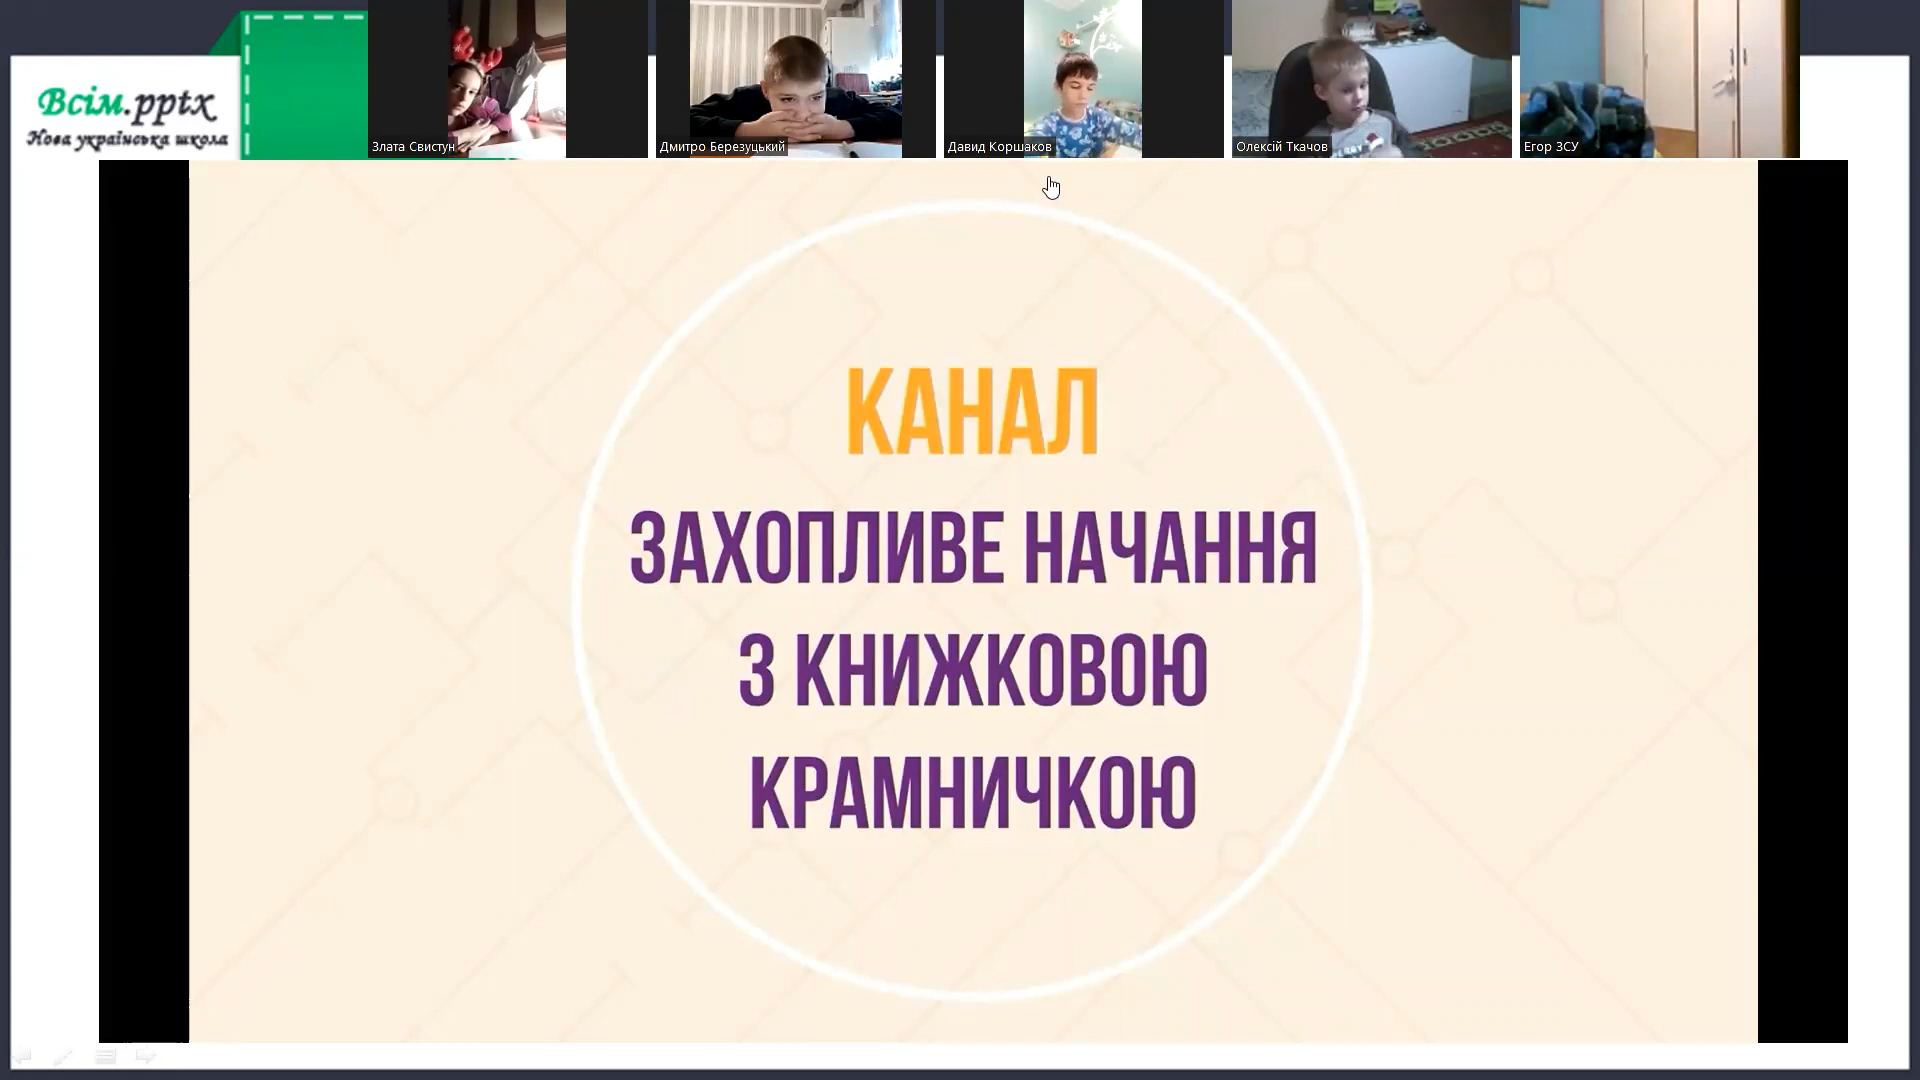 Всім.pptx
Нова українська школа
Злата Свистун
Дмитро Березуцький
Давид Коршаков
Олексій Ткачов
Егор ЗСУ
КАНАЛ
ЗАХОПЛИВЕ НАЧАННЯ
З КНИЖКОВОЮ
КРАМНИЧКОЮ